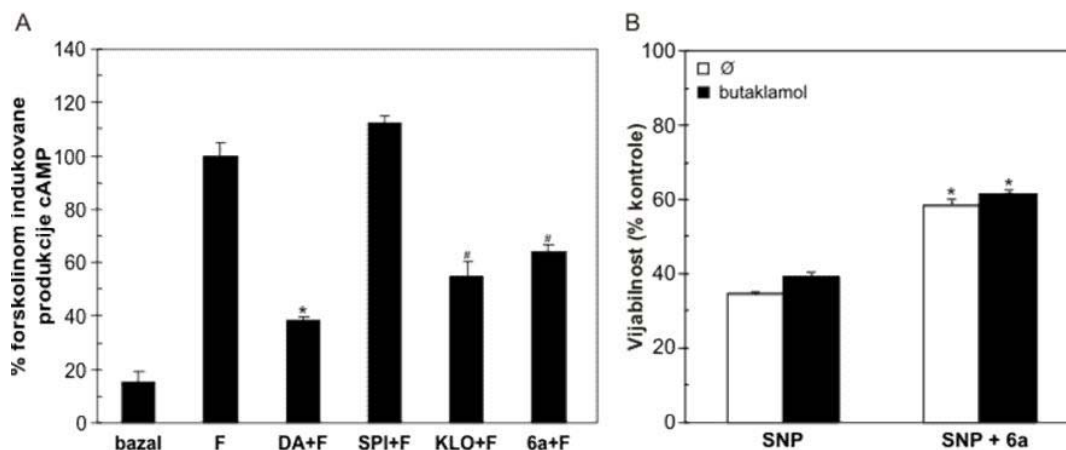 A
% forskolinom indukovane
produkcije cAMP
140
120
100
80
60
40
20
0
*
#
#
bazal F DA+F SPI+F KLO+F 6a+F
B
Vijabilnost (% kontrole)
100
80
60
40
20
0
Ø
butaklamol
*
*
SNP SNP + 6a